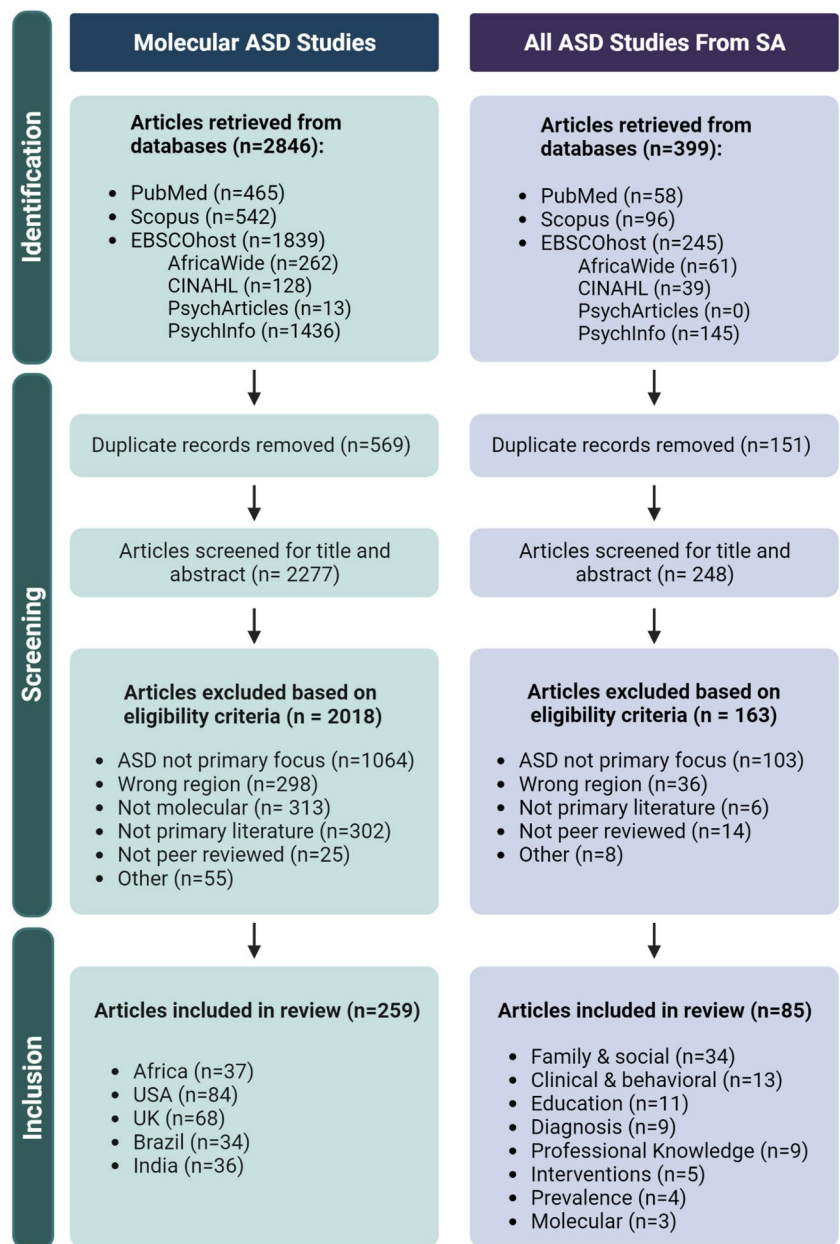 Molecular ASD Studies
All ASD Studies From SA
Identification
Articles retrieved from
databases (n=2846):
• PubMed (n=465)
• Scopus (n=542)
• EBSCOhost (n=1839)
AfricaWide (n=262)
CINAHL (n=128)
PsychArticles (n=13)
PsychInfo (n=1436)
Articles retrieved from
databases (n=399):
• PubMed (n=58)
• Scopus (n=96)
• EBSCOhost (n=245)
AfricaWide (n=61)
CINAHL (n=39)
PsychArticles (n=0)
PsychInfo (n=145)
Screening
Duplicate records removed (n=569)
Duplicate records removed (n=151)
Articles screened for title and
abstract (n= 2277)
Articles screened for title and
abstract (n= 248)
Articles excluded based on
eligibility criteria (n = 2018)
• ASD not primary focus (n=1064)
• Wrong region (n=298)
• Not molecular (n= 313)
• Not primary literature (n=302)
• Not peer reviewed (n=25)
• Other (n=55)
Articles excluded based on
eligibility criteria (n = 163)
• ASD not primary focus (n=103)
• Wrong region (n=36)
• Not primary literature (n=6)
• Not peer reviewed (n=14)
• Other (n=8)
Inclusion
Articles included in review (n=259)
• Africa (n=37)
• USA (n=84)
• UK (n=68)
• Brazil (n=34)
• India (n=36)
Articles included in review (n=85)
• Family & social (n=34)
• Clinical & behavioral (n=13)
• Education (n=11)
• Diagnosis (n=9)
• Professional Knowledge (n=9)
• Interventions (n=5)
• Prevalence (n=4)
• Molecular (n=3)